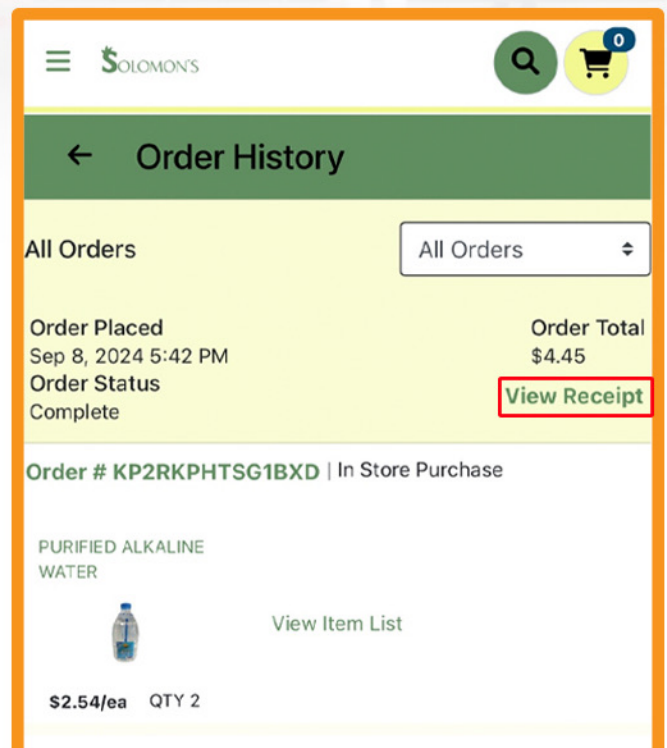 SOLOMON'S
0
Order History
All Orders
All Orders
Order Placed
Order Total
Sep 8, 2024 5:42 PM
$4.45
Order Status
View Receipt
Complete
Order # KP2RKPHTSG1BXD | In Store Purchase
PURIFIED ALKALINE
WATER
View Item List
$2.54/ea QTY 2